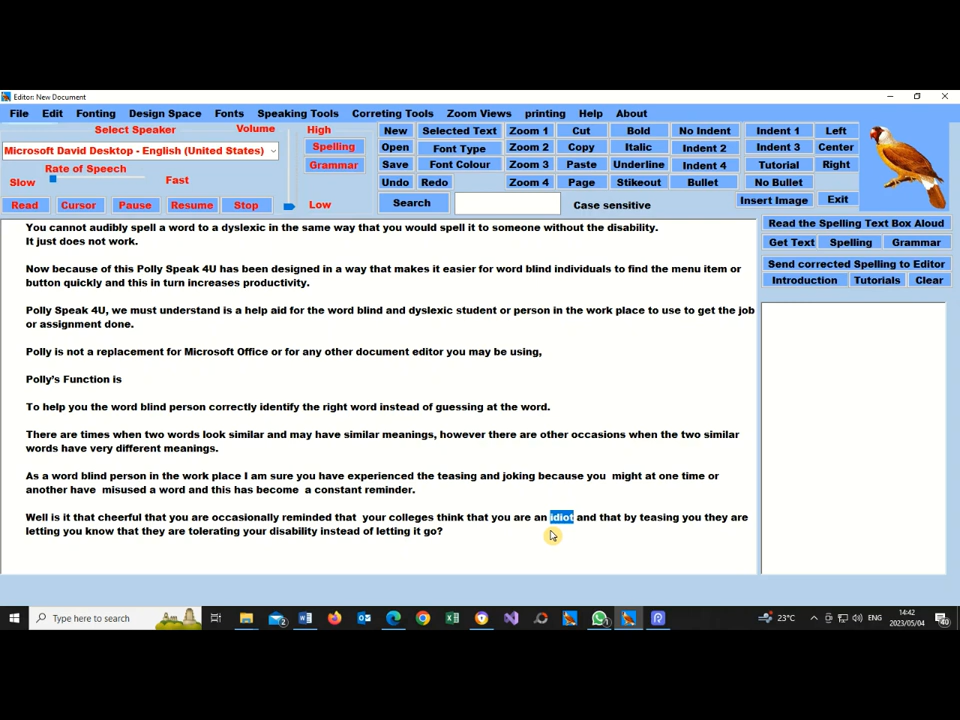 Editor: New Document
File Edit Fonting Design Space Fonts Speaking Tools Correting Tools Zoom Views printing Help About
Select Speaker Volume High
Microsoft David Desktop - English (United States)
Rate of Speech
Slow Fast Low
Read Cursor Pause Resume Stop
Spelling
Grammar
New Selected Text Zoom 1 Cut Bold No Indent Indent 1 Left
Open Font Type Zoom 2 Copy Italic Indent 2 Indent 3 Center
Save Font Colour Zoom 3 Paste Underline Indent 4 Tutorial Right
Undo Redo Zoom 4 Page Stikeout Bullet No Bullet
Search Case sensitive Insert Image Exit
Read the Spelling Text Box Aloud
Get Text Spelling Grammar
Send corrected Spelling to Editor
Introduction Tutorials Clear
You cannot audibly spell a word to a dyslexic in the same way that you would spell it to someone without the disability.
It just does not work.
Now because of this Polly Speak 4U has been designed in a way that makes it easier for word blind individuals to find the menu item or
button quickly and this in turn increases productivity.
Polly Speak 4U, we must understand is a help aid for the word blind and dyslexic student or person in the work place to use to get the job
or assignment done.
Polly is not a replacement for Microsoft Office or for any other document editor you may be using,
Polly's Function is
To help you the word blind person correctly identify the right word instead of guessing at the word.
There are times when two words look similar and may have similar meanings, however there are other occasions when the two similar
words have very different meanings.
As a word blind person in the work place I am sure you have experienced the teasing and joking because you might at one time or
another have misused a word and this has become a constant reminder.
Well is it that cheerful that you are occasionally reminded that your colleges think that you are an idiot and that by teasing you they are
letting you know that they are tolerating your disability instead of letting it go?
Type here to search
23°C ENG
14:42
2023/05/04
40